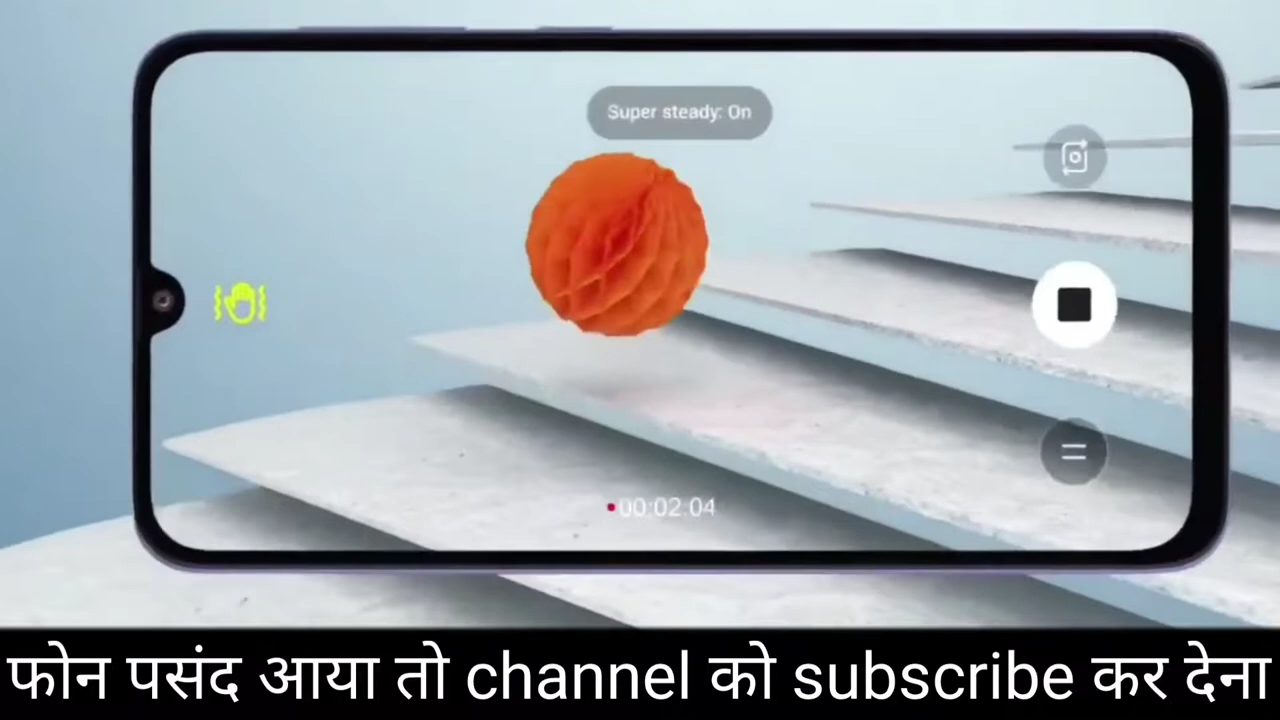 Super steady: On
00:02.04
फोन पसंद आया तो channel को subscribe कर देना